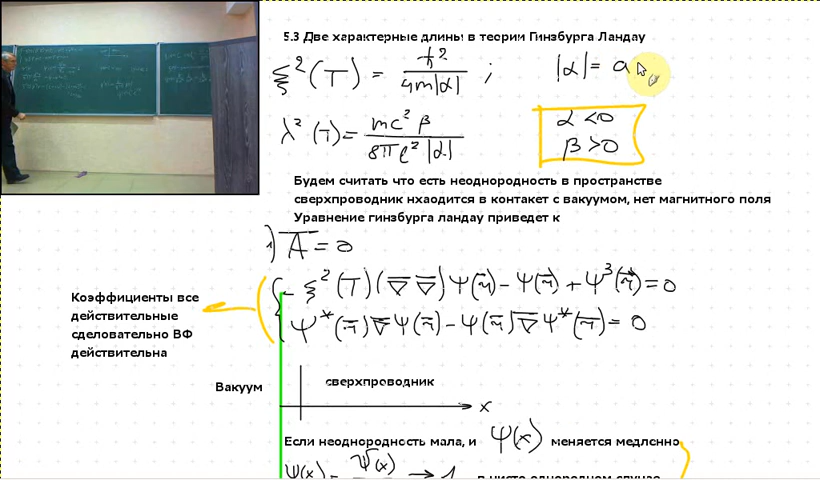 5.3 Две характерные длины в теории Гинзбурга Ландау
ξ²(T) = ħ² / 4m|α| ; |α| = a
λ²(T) = mc²β / 8πe²|α|
α < 0
β > 0
Будем считать что есть неоднородность в пространстве
сверхпроводник нхаодится в контакет с вакуумом, нет магнитного поля
Уравнение гинзбурга ландау приведет к
1) A̅ = 0
{ - ξ²(T)(∇̅ ∇̅)ψ(r̅) - ψ(r̅) + ψ³(r̅) = 0
ψ*(r̅)∇̅ψ(r̅) - ψ(r̅)∇̅ψ*(r̅) = 0
Коэффициенты все
действительные
сделовательно ВФ
действительна
Вакуум
сверхпроводник
x
Если неоднородность мала, и ψ(x) меняется медленно
ψ(x) = ψ(x) → 1 в чисто однородном случае